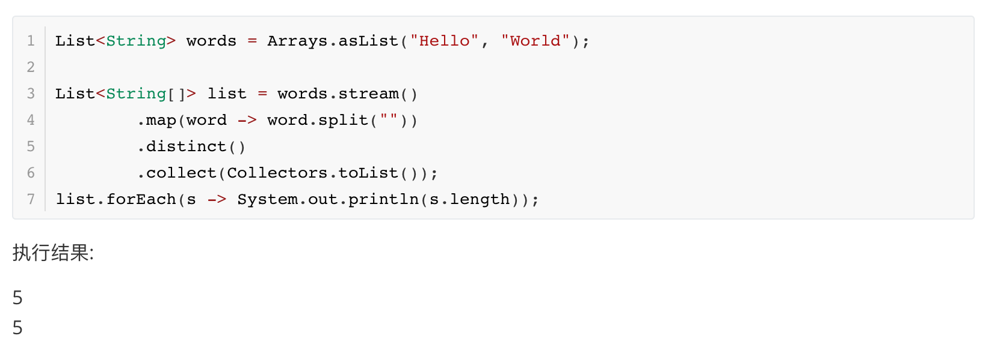 1 List<String> words = Arrays.asList("Hello", "World");
2
3 List<String[]> list = words.stream()
4         .map(word -> word.split(""))
5         .distinct()
6         .collect(Collectors.toList());
7 list.forEach(s -> System.out.println(s.length));
执行结果:
5
5